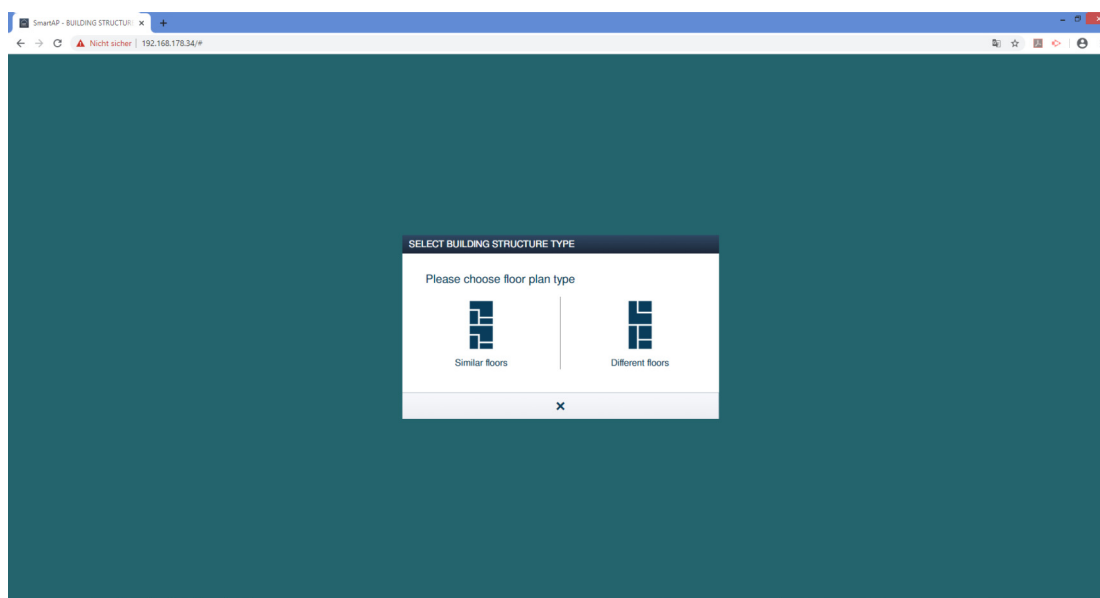 SmartAP - BUILDING STRUCTUR
Nicht sicher | 192.168.178.34/#
SELECT BUILDING STRUCTURE TYPE
Please choose floor plan type
Similar floors
Different floors